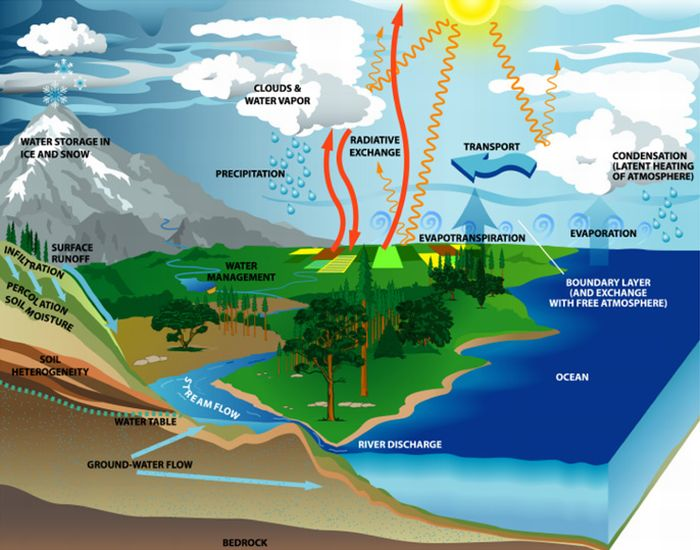 CLOUDS &
WATER VAPOR
WATER STORAGE IN
ICE AND SNOW
RADIATIVE
EXCHANGE
TRANSPORT
CONDENSATION
(LATENT HEATING
OF ATMOSPHERE)
PRECIPITATION
EVAPOTRANSPIRATION
EVAPORATION
SURFACE
RUNOFF
INFILTRATION
WATER
MANAGEMENT
BOUNDARY LAYER
(AND EXCHANGE
WITH FREE ATMOSPHERE)
PERCOLATION
SOIL MOISTURE
SOIL
HETEROGENEITY
OCEAN
STREAM FLOW
WATER TABLE
RIVER DISCHARGE
GROUND-WATER FLOW
BEDROCK